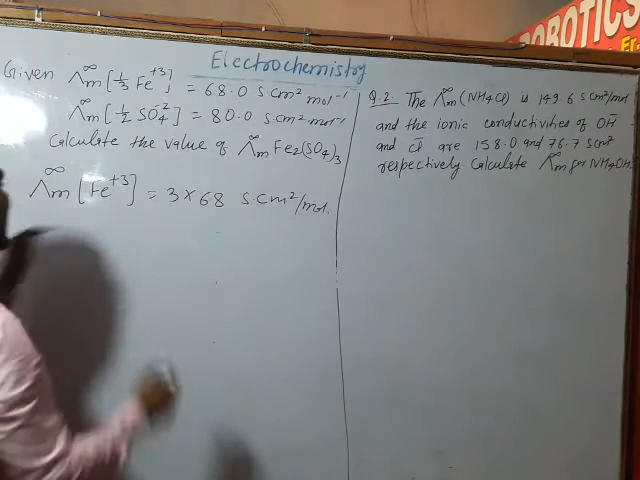 ROBOTICS
Electrochemistry
Given Λ∞m [1/3 Fe+3] = 68.0 S cm² mol⁻¹
Λ∞m [1/2 SO4-2] = 80.0 S cm² mol⁻¹
Calculate the value of Λ∞m Fe2(SO4)3
Λ∞m [Fe+3] = 3 × 68 S.cm²/mol.
Q.2. The Λ∞m (NH4Cl) is 149.6 S cm²/mol
and the ionic conductivities of OH-
and Cl- are 158.0 and 76.7 S cm²
respectively Calculate Λ∞m for NH4OH.